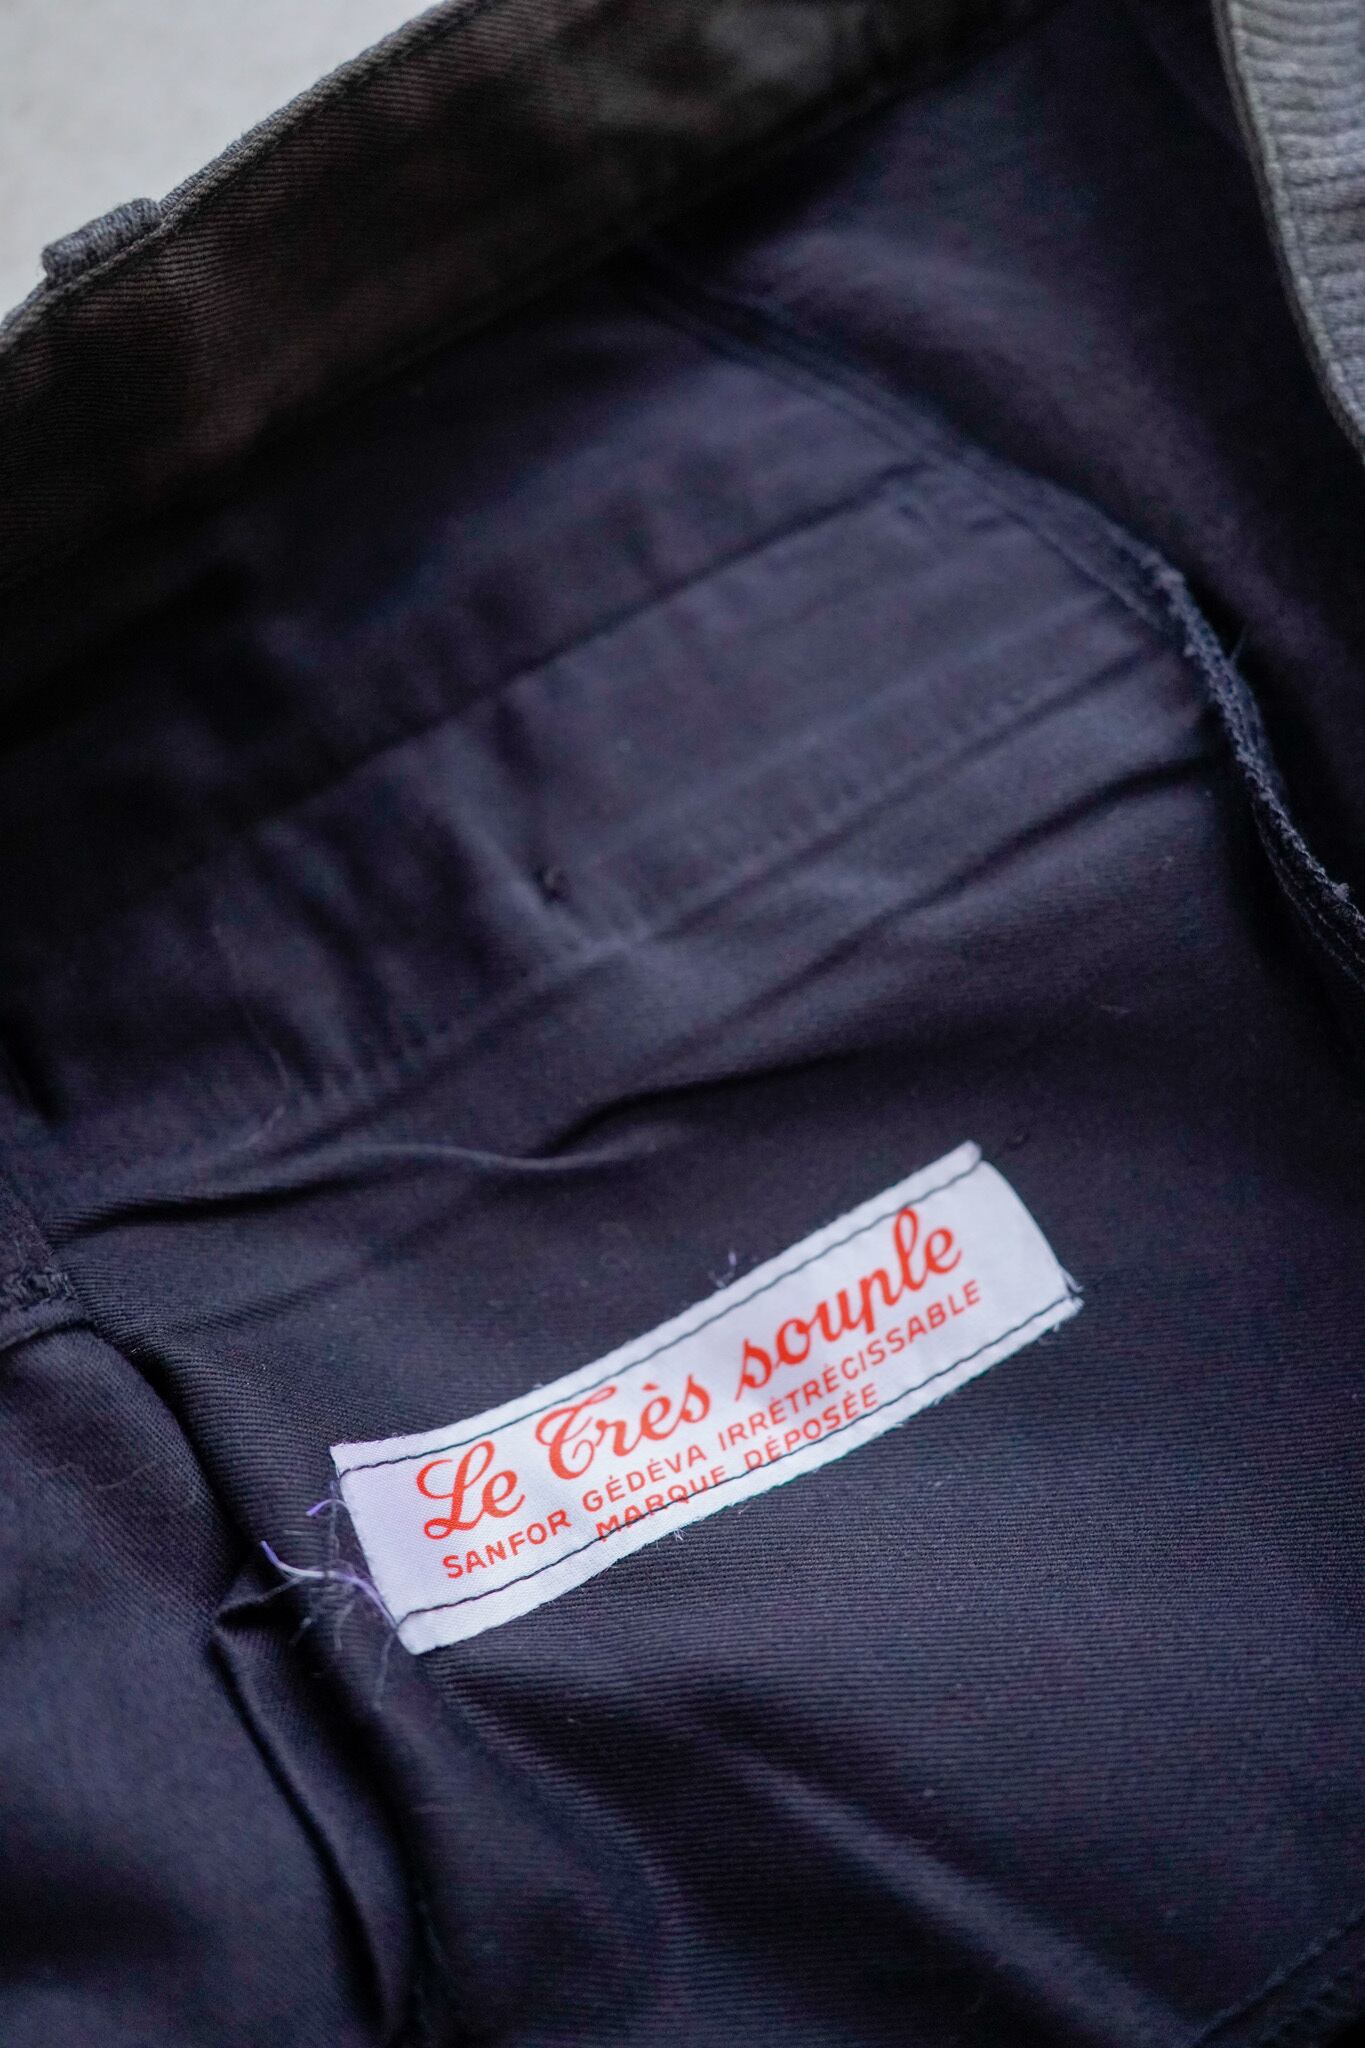 Le Très souple
SANFOR GÉDÉVA IRRÉTRÉCISSABLE
MARQUE DÉPOSÉE